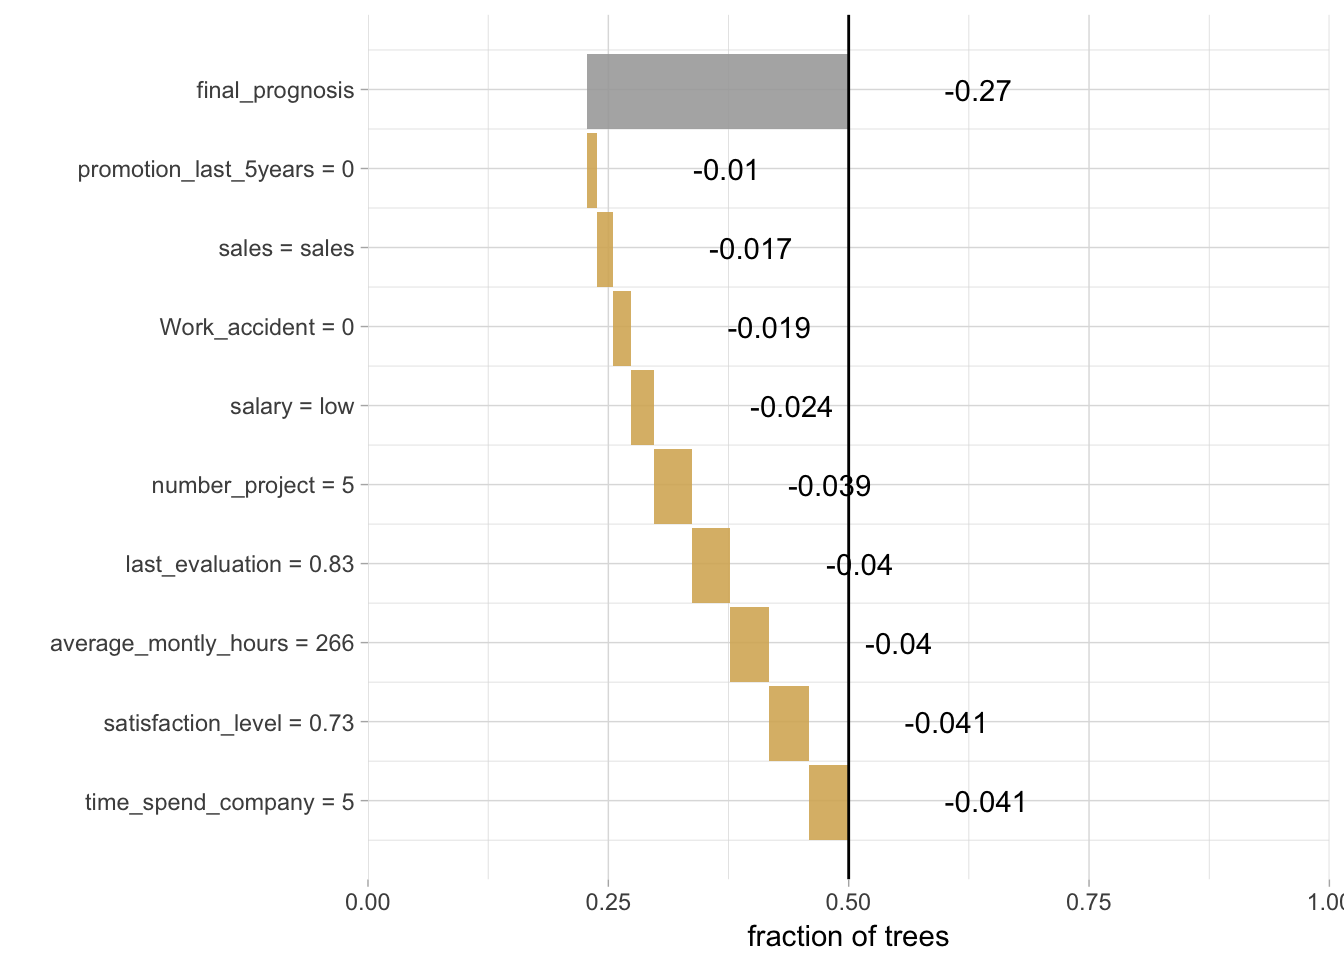 final_prognosis -0.27
promotion_last_5years = 0 -0.01
sales = sales -0.017
Work_accident = 0 -0.019
salary = low -0.024
number_project = 5 -0.039
last_evaluation = 0.83 -0.04
average_montly_hours = 266 -0.04
satisfaction_level = 0.73 -0.041
time_spend_company = 5 -0.041
0.00 0.25 0.50 0.75
fraction of trees